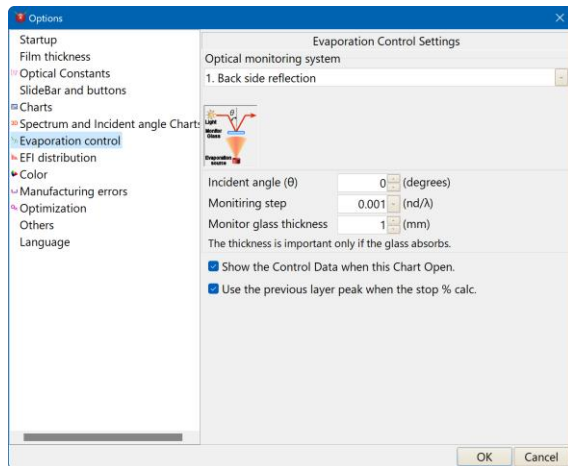 Options
Startup
Film thickness
Optical Constants
SlideBar and buttons
Charts
Spectrum and Incident angle Charts
Evaporation control
EFI distribution
Color
Manufacturing errors
Optimization
Others
Language
Evaporation Control Settings
Optical monitoring system
1. Back side reflection
θ
Light
Monitor
Glass
Evaporation
source
Incident angle (θ) 0 (degrees)
Monitiring step 0.001 (nd/λ)
Monitor glass thickness 1 (mm)
The thickness is important only if the glass absorbs.
Show the Control Data when this Chart Open.
Use the previous layer peak when the stop % calc.
OK Cancel